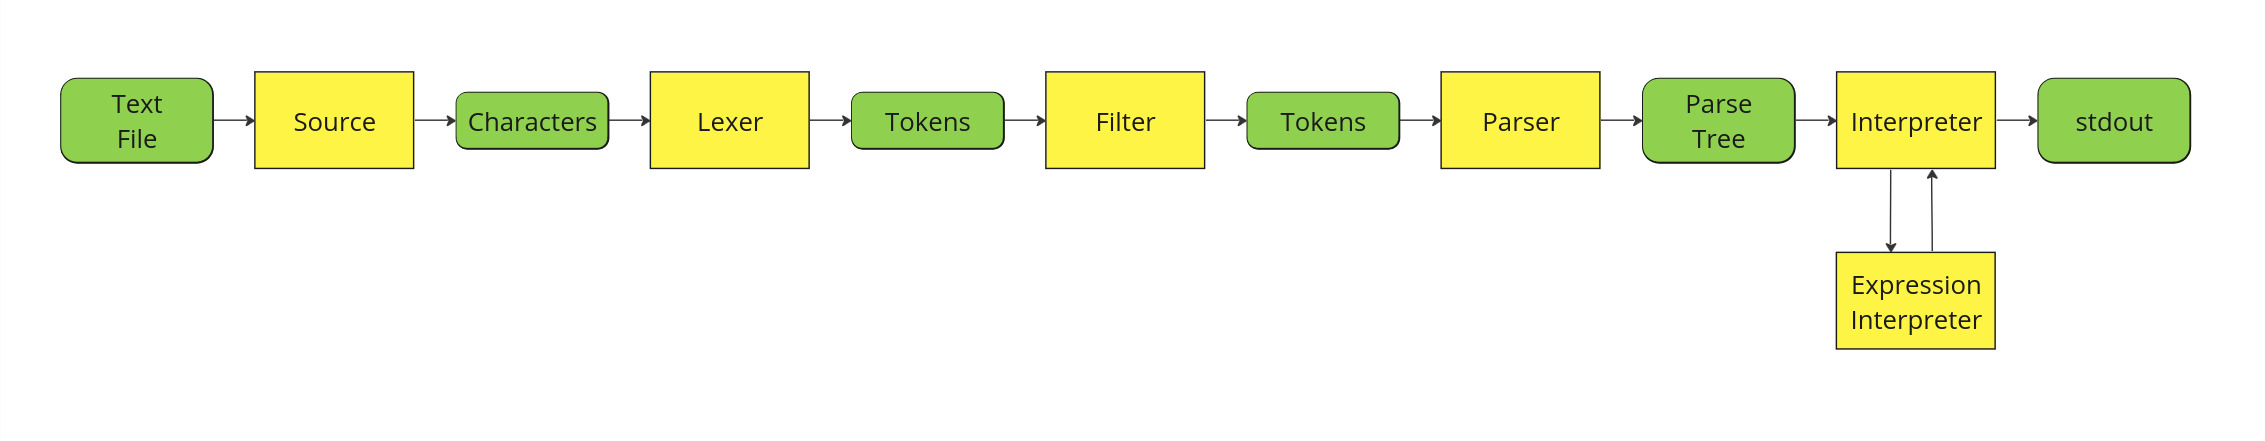 Text
File
Source
Characters
Lexer
Tokens
Filter
Tokens
Parser
Parse
Tree
Interpreter
stdout
Expression
Interpreter